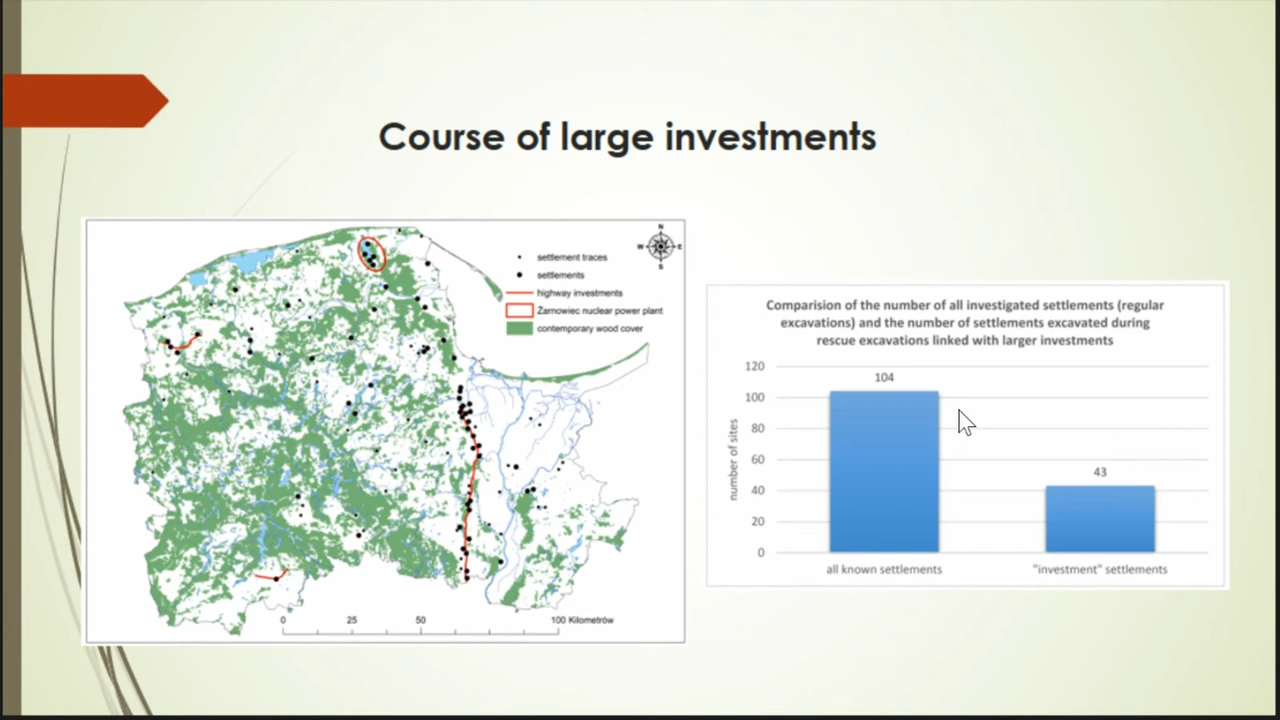 Course of large investments
N
W
E
S
settlement traces
settlements
highway investments
Żarnowiec nuclear power plant
contemporary wood cover
0
25
50
100 Kilometrów
Comparision of the number of all investigated settlements (regular
excavations) and the number of settlements excavated during
rescue excavations linked with larger investments
number of sites
120
100
80
60
40
20
0
104
43
all known settlements
"investment" settlements